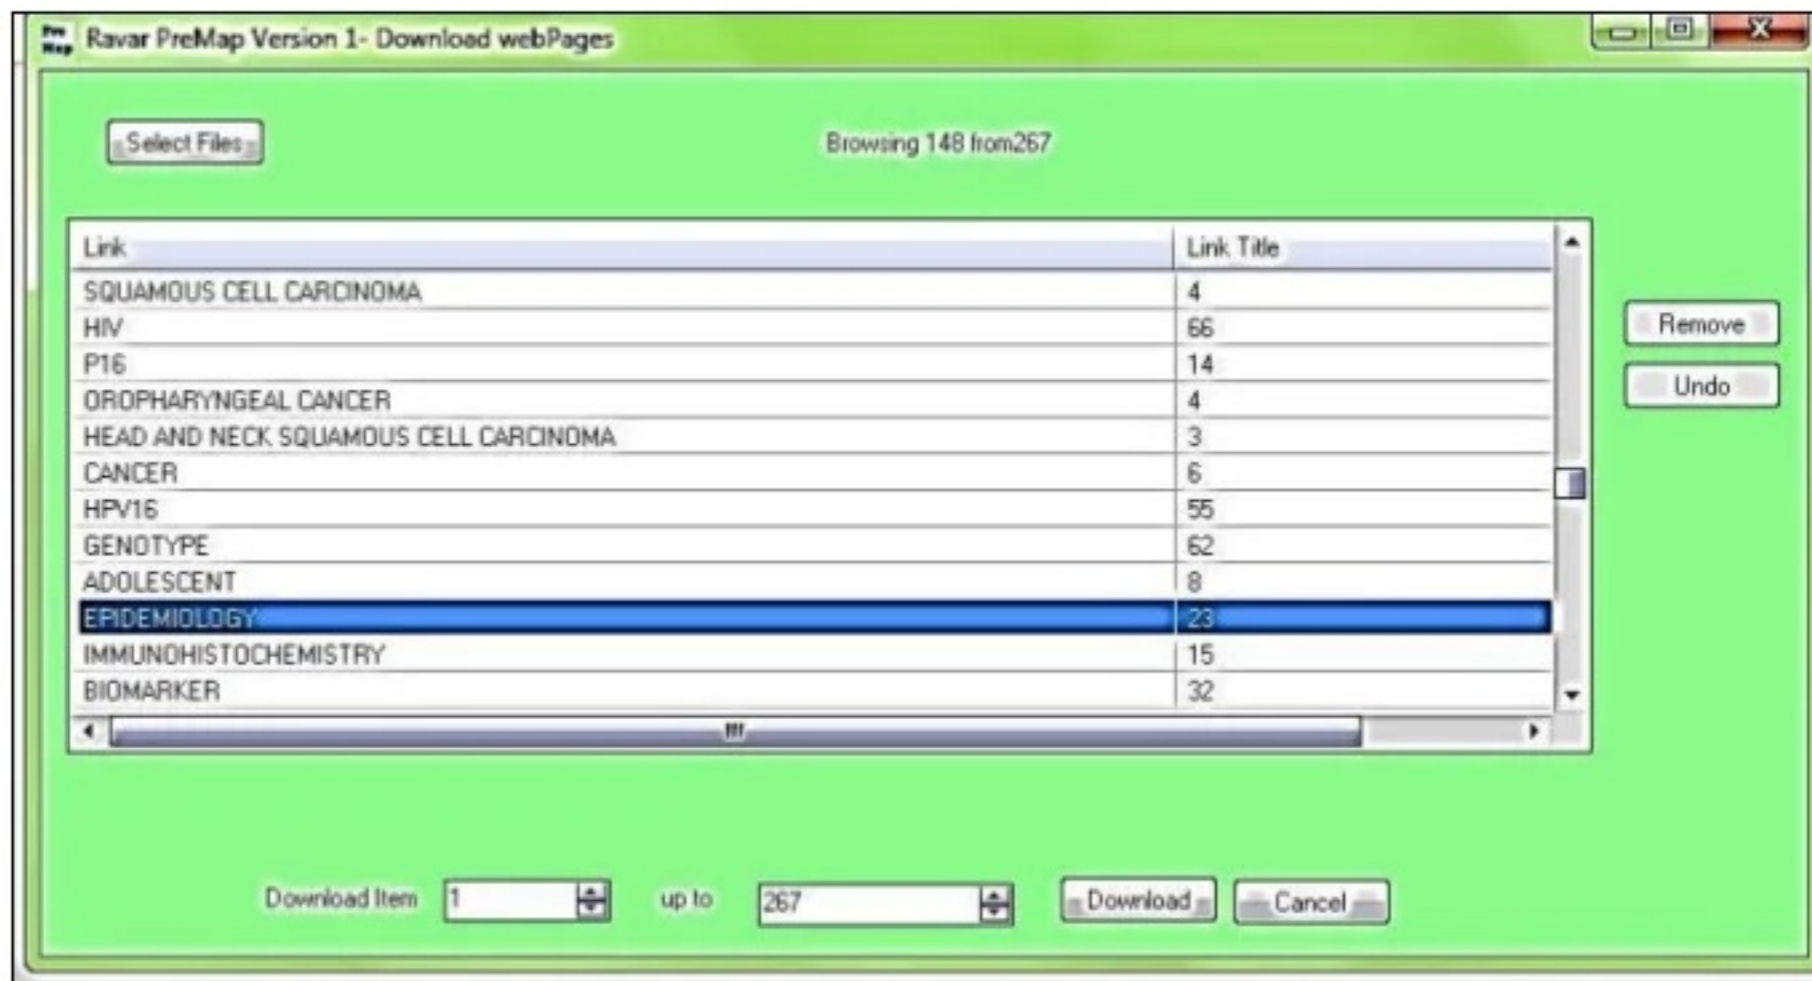 Pre Map Ravar PreMap Version 1- Download webPages
Select Files
Browsing 148 from267
Link Link Title
SQUAMOUS CELL CARCINOMA 4
HIV 66
P16 14
OROPHARYNGEAL CANCER 4
HEAD AND NECK SQUAMOUS CELL CARCINOMA 3
CANCER 6
HPV16 55
GENOTYPE 62
ADOLESCENT 8
EPIDEMIOLOGY 23
IMMUNOHISTOCHEMISTRY 15
BIOMARKER 32
Remove
Undo
Download Item 1 up to 267 Download Cancel